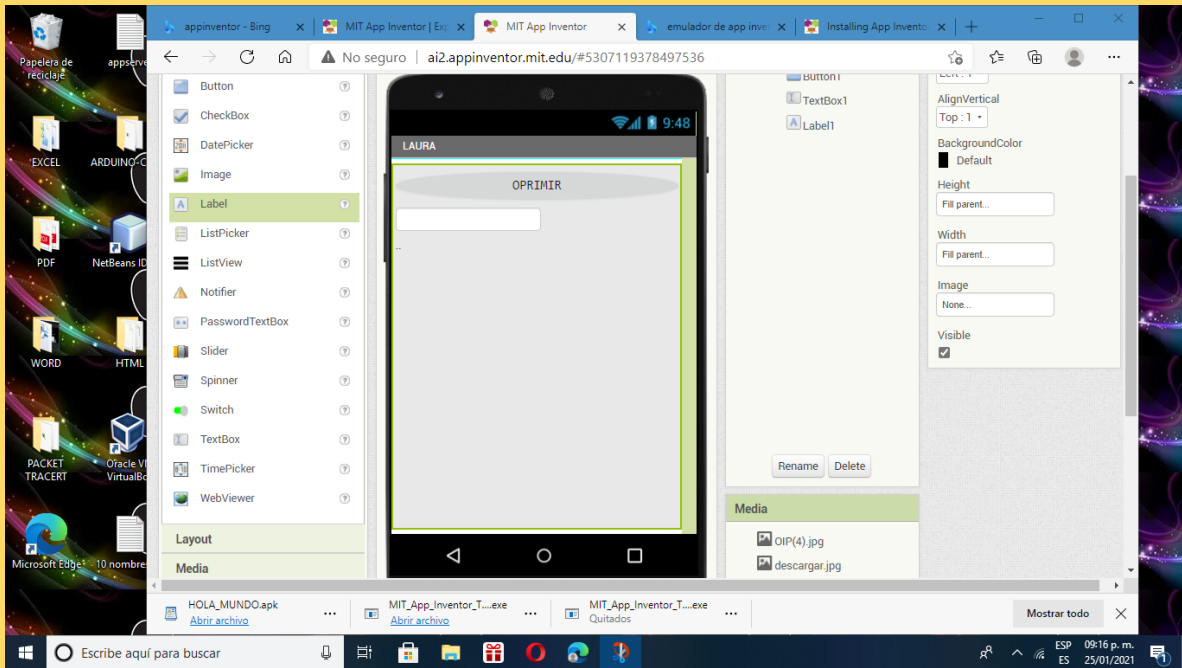 Papelera de
reciclaje
appserve
EXCEL
ARDUINO-C
PDF
NetBeans ID
WORD
HTML
PACKET
TRACERT
Oracle VM
VirtualBo
Microsoft Edge
10 nombre
appinventor - Bing
MIT App Inventor | Exp
MIT App Inventor
emulador de app inve
Installing App Invento
No seguro | ai2.appinventor.mit.edu/#5307119378497536
Button
CheckBox
DatePicker
Image
Label
ListPicker
ListView
Notifier
PasswordTextBox
Slider
Spinner
Switch
TextBox
TimePicker
WebViewer
Layout
Media
9:48
LAURA
OPRIMIR
..
Button1
TextBox1
Label1
Rename
Delete
Media
OIP(4).jpg
descargar.jpg
Left : 1
AlignVertical
Top : 1
BackgroundColor
Default
Height
Fill parent...
Width
Fill parent...
Image
None...
Visible
HOLA_MUNDO.apk
Abrir archivo
MIT_App_Inventor_T....exe
Abrir archivo
MIT_App_Inventor_T....exe
Quitados
Mostrar todo
Escribe aquí para buscar
ESP
ES
09:16 p. m.
25/01/2021
1